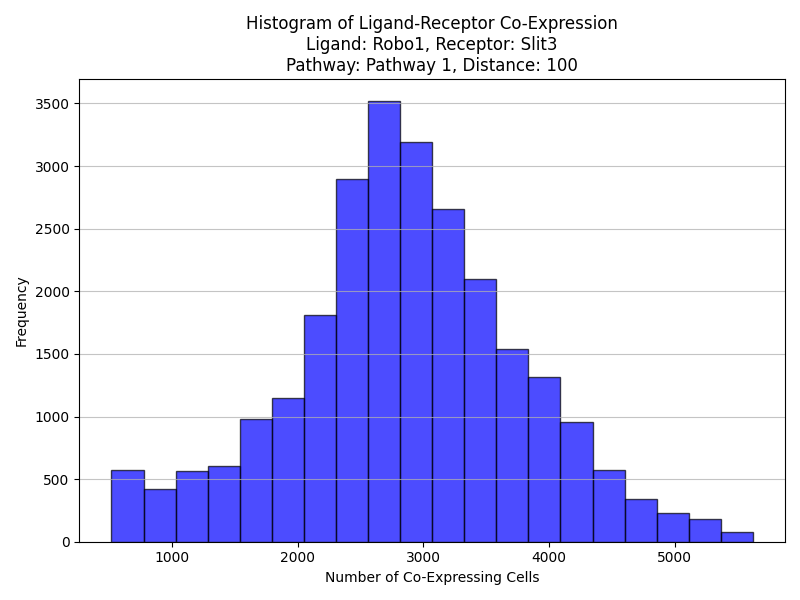 Histogram of Ligand-Receptor Co-Expression
Ligand: Robo1, Receptor: Slit3
Pathway: Pathway 1, Distance: 100
3500
3000
2500
2000
1500
1000
500
0
Frequency
1000 2000 3000 4000 5000
Number of Co-Expressing Cells